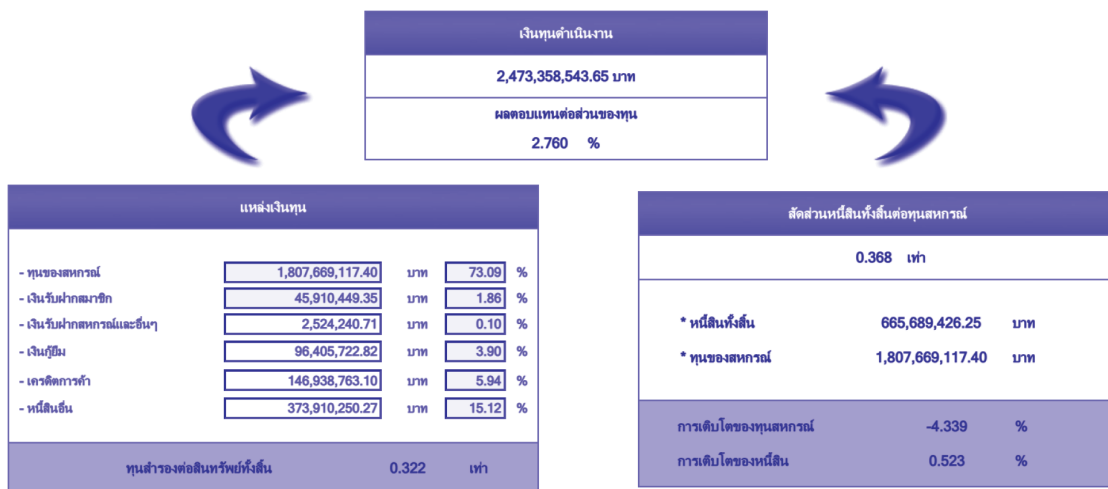 เงินทุนดำเนินงาน
2,473,358,543.65 บาท
ผลตอบแทนต่อส่วนของทุน
2.760 %
แหล่งเงินทุน
- ทุนของสหกรณ์ 1,807,669,117.40 บาท 73.09 %
- เงินรับฝากสมาชิก 45,910,449.35 บาท 1.86 %
- เงินรับฝากสหกรณ์และอื่นๆ 2,524,240.71 บาท 0.10 %
- เงินกู้ยืม 96,405,722.82 บาท 3.90 %
- เครดิตการค้า 146,938,763.10 บาท 5.94 %
- หนี้สินอื่น 373,910,250.27 บาท 15.12 %
ทุนสำรองต่อสินทรัพย์ทั้งสิ้น 0.322 เท่า
สัดส่วนหนี้สินทั้งสิ้นต่อทุนสหกรณ์
0.368 เท่า
* หนี้สินทั้งสิ้น 665,689,426.25 บาท
* ทุนของสหกรณ์ 1,807,669,117.40 บาท
การเติบโตของทุนสหกรณ์ -4.339 %
การเติบโตของหนี้สิน 0.523 %